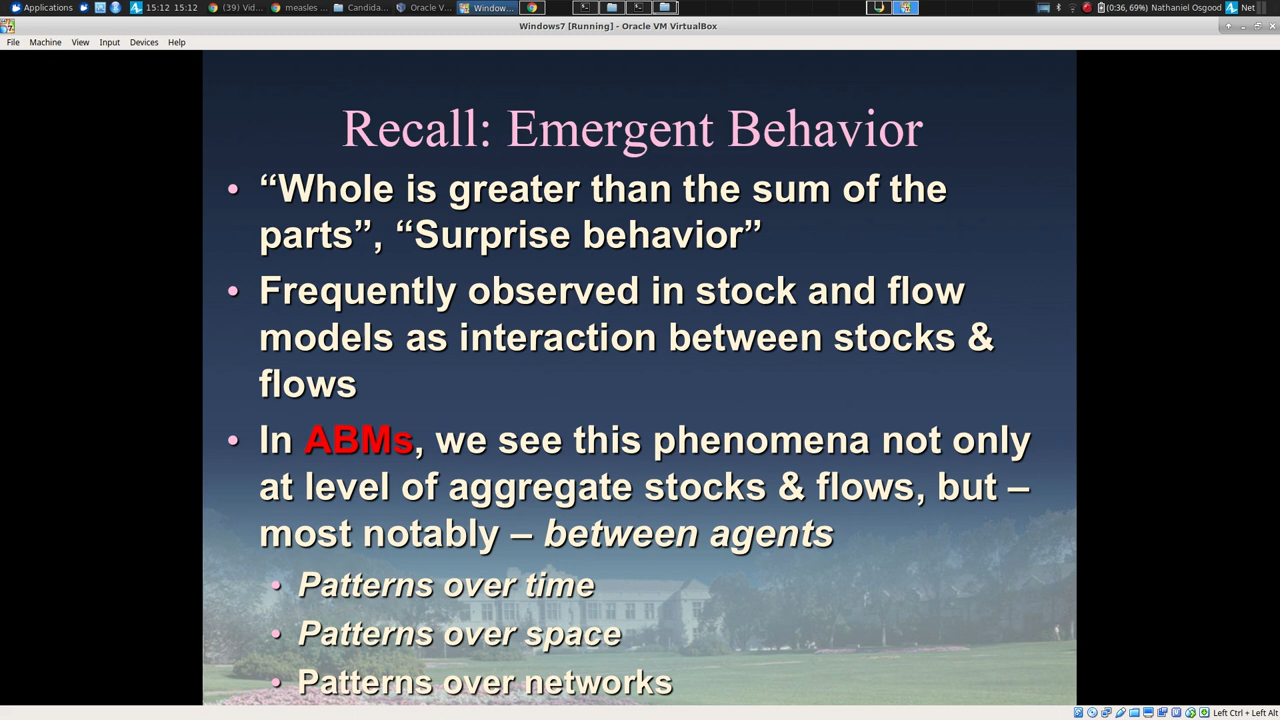 Applications 15:12 15:12 (39) Vid... measles ... Candida... Oracle V... Window... (0:36, 69%) Nathaniel Osgood Net
Windows7 [Running] - Oracle VM VirtualBox
File Machine View Input Devices Help
Recall: Emergent Behavior
• “Whole is greater than the sum of the
parts”, “Surprise behavior”
• Frequently observed in stock and flow
models as interaction between stocks &
flows
• In ABMs, we see this phenomena not only
at level of aggregate stocks & flows, but –
most notably – between agents
• Patterns over time
• Patterns over space
• Patterns over networks
Left Ctrl + Left Alt